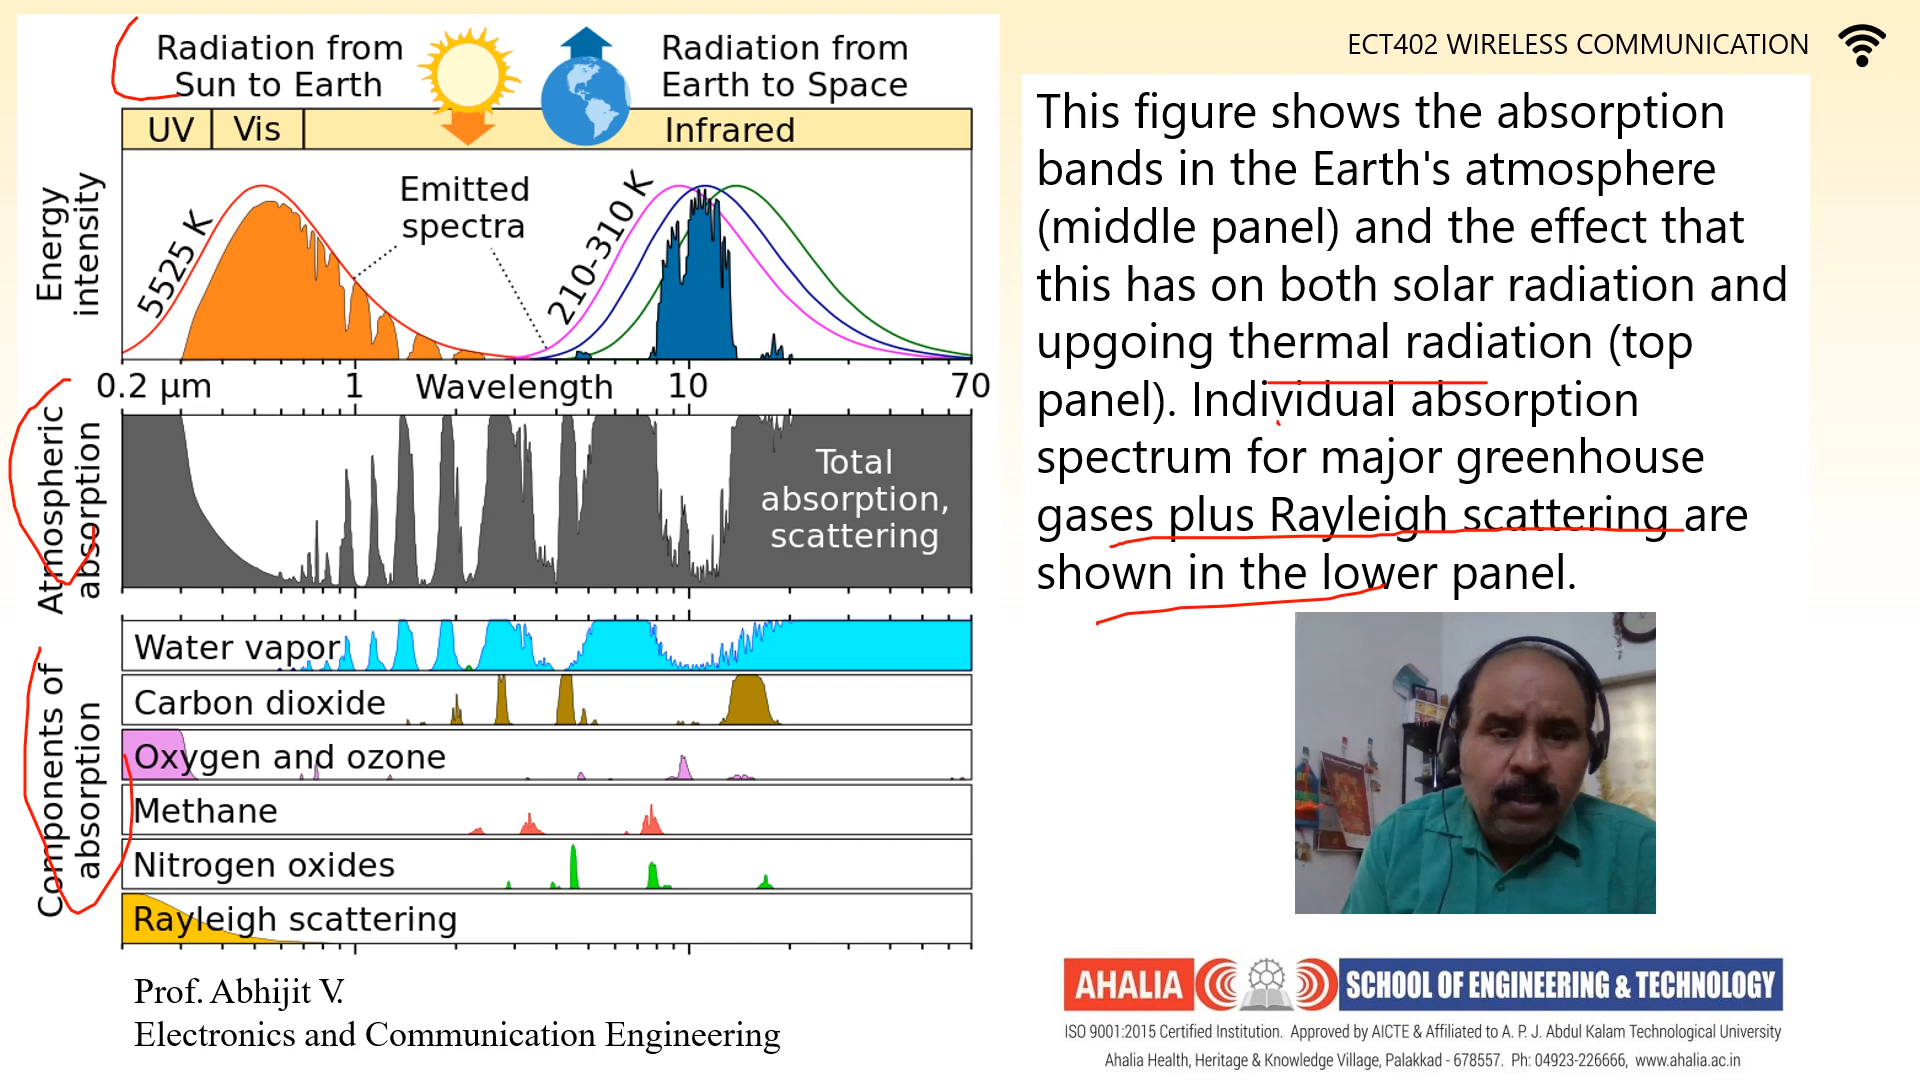 Radiation from
Sun to Earth
Radiation from
Earth to Space
UV
Vis
Infrared
Energy
intensity
5525 K
Emitted
spectra
210-310 K
0.2 μm
1
Wavelength
10
70
Atmospheric
absorption
Total
absorption,
scattering
Components of
absorption
Water vapor
Carbon dioxide
Oxygen and ozone
Methane
Nitrogen oxides
Rayleigh scattering
Prof. Abhijit V.
Electronics and Communication Engineering
ECT402 WIRELESS COMMUNICATION
This figure shows the absorption
bands in the Earth's atmosphere
(middle panel) and the effect that
this has on both solar radiation and
upgoing thermal radiation (top
panel). Individual absorption
spectrum for major greenhouse
gases plus Rayleigh scattering are
shown in the lower panel.
AHALIA SCHOOL OF ENGINEERING & TECHNOLOGY
ISO 9001:2015 Certified Institution. Approved by AICTE & Affiliated to A. P. J. Abdul Kalam Technological University
Ahalia Health, Heritage & Knowledge Village, Palakkad - 678557. Ph: 04923-226666, www.ahalia.ac.in